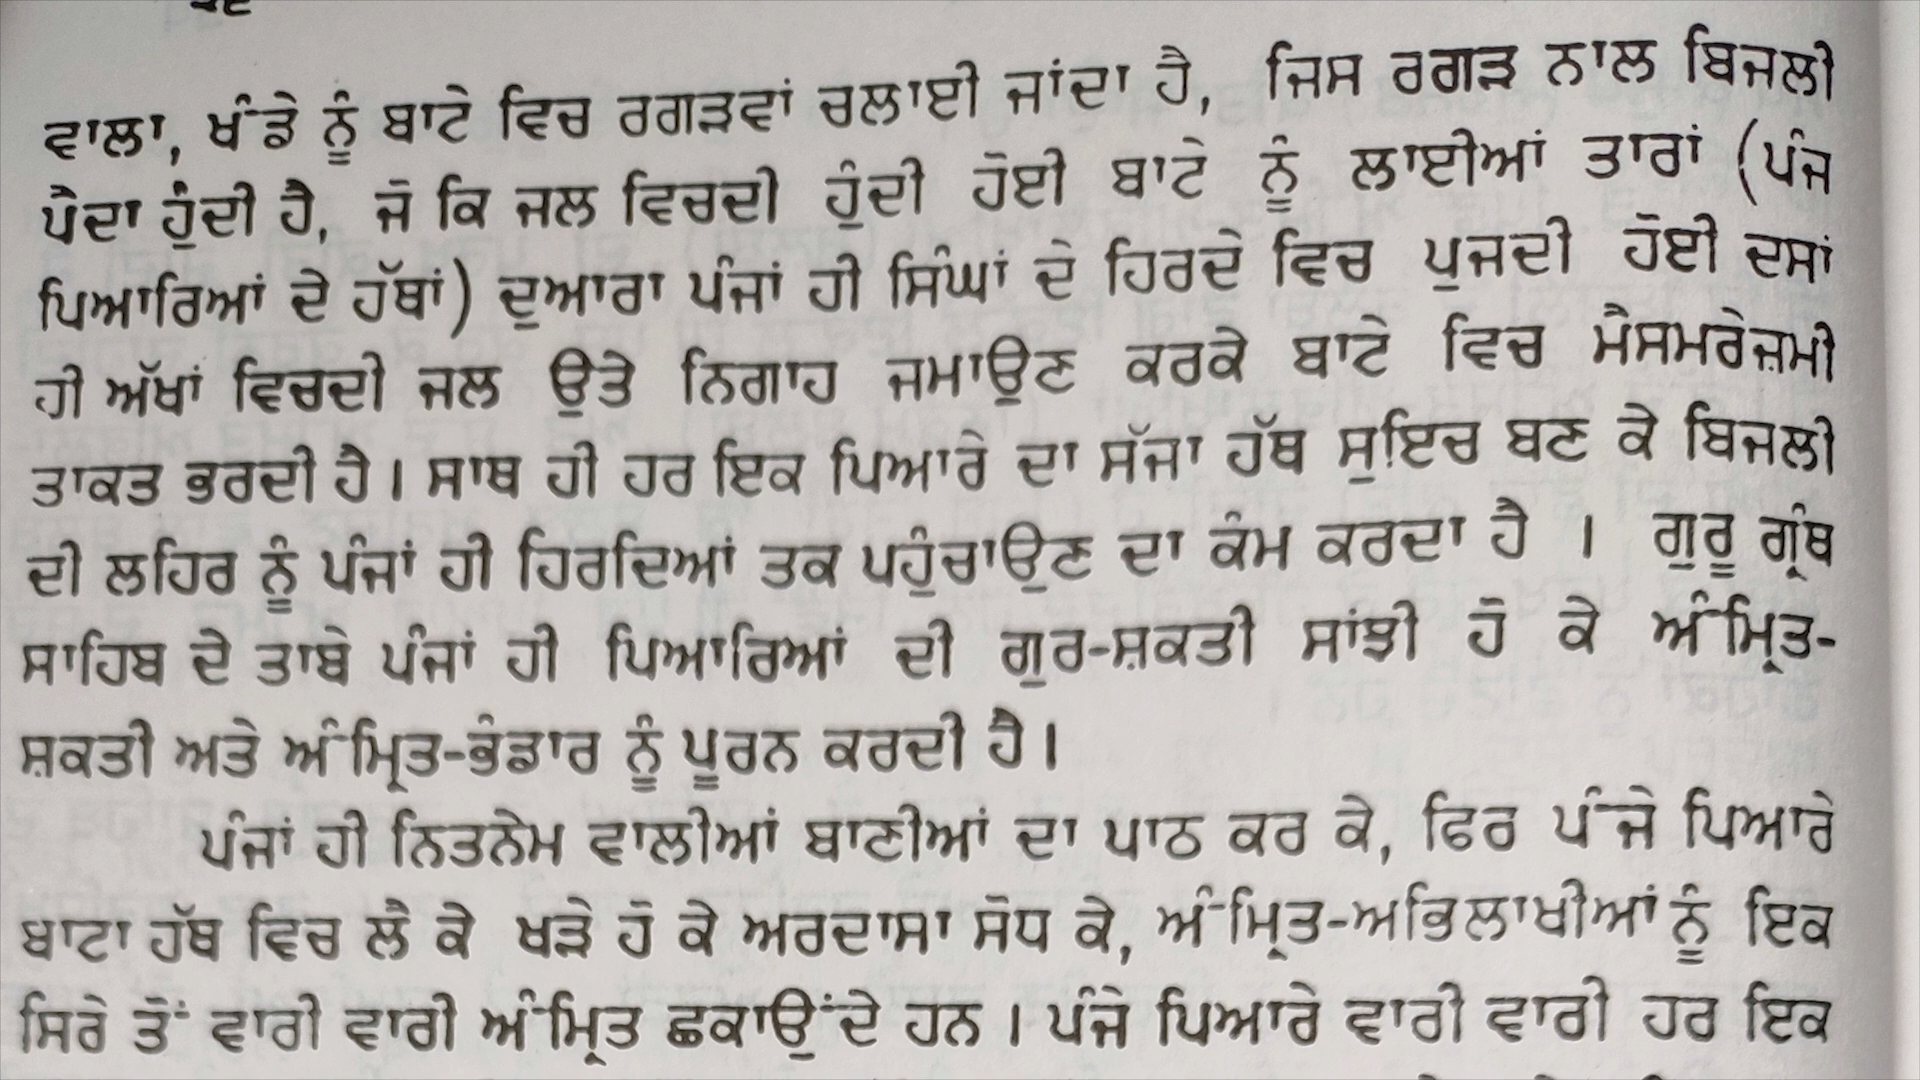 ਵਾਲਾ, ਖੰਡੇ ਨੂੰ ਬਾਟੇ ਵਿਚ ਰਗੜਵਾਂ ਚਲਾਈ ਜਾਂਦਾ ਹੈ, ਜਿਸ ਰਗੜ ਨਾਲ ਬਿਜਲੀ
ਪੈਦਾ ਹੁੰਦੀ ਹੈ, ਜੋ ਕਿ ਜਲ ਵਿਚਦੀ ਹੁੰਦੀ ਹੋਈ ਬਾਟੇ ਨੂੰ ਲਾਈਆਂ ਤਾਰਾਂ (ਪੰਜ
ਪਿਆਰਿਆਂ ਦੇ ਹੱਥਾਂ) ਦੁਆਰਾ ਪੰਜਾਂ ਹੀ ਸਿੰਘਾਂ ਦੇ ਹਿਰਦੇ ਵਿਚ ਪੁਜਦੀ ਹੋਈ ਦਸਾਂ
ਹੀ ਅੱਖਾਂ ਵਿਚਦੀ ਜਲ ਉਤੇ ਨਿਗਾਹ ਜਮਾਉਣ ਕਰਕੇ ਬਾਟੇ ਵਿਚ ਮੈਸਮਰੇਜ਼ਮੀ
ਤਾਕਤ ਭਰਦੀ ਹੈ। ਸਾਥ ਹੀ ਹਰ ਇਕ ਪਿਆਰੇ ਦਾ ਸੱਜਾ ਹੱਥ ਸੁਇਚ ਬਣ ਕੇ ਬਿਜਲੀ
ਦੀ ਲਹਿਰ ਨੂੰ ਪੰਜਾਂ ਹੀ ਹਿਰਦਿਆਂ ਤਕ ਪਹੁੰਚਾਉਣ ਦਾ ਕੰਮ ਕਰਦਾ ਹੈ । ਗੁਰੂ ਗ੍ਰੰਥ
ਸਾਹਿਬ ਦੇ ਤਾਬੇ ਪੰਜਾਂ ਹੀ ਪਿਆਰਿਆਂ ਦੀ ਗੁਰ-ਸ਼ਕਤੀ ਸਾਂਝੀ ਹੋ ਕੇ ਅੰਮ੍ਰਿਤ-
ਸ਼ਕਤੀ ਅਤੇ ਅੰਮ੍ਰਿਤ-ਭੰਡਾਰ ਨੂੰ ਪੂਰਨ ਕਰਦੀ ਹੈ।
ਪੰਜਾਂ ਹੀ ਨਿਤਨੇਮ ਵਾਲੀਆਂ ਬਾਣੀਆਂ ਦਾ ਪਾਠ ਕਰ ਕੇ, ਫਿਰ ਪੰਜੇ ਪਿਆਰੇ
ਬਾਟਾ ਹੱਥ ਵਿਚ ਲੈ ਕੇ ਖੜੇ ਹੋ ਕੇ ਅਰਦਾਸਾ ਸੋਧ ਕੇ, ਅੰਮ੍ਰਿਤ-ਅਭਿਲਾਖੀਆਂ ਨੂੰ ਇਕ
ਸਿਰੇ ਤੋਂ ਵਾਰੀ ਵਾਰੀ ਅੰਮ੍ਰਿਤ ਛਕਾਉਂਦੇ ਹਨ । ਪੰਜੇ ਪਿਆਰੇ ਵਾਰੀ ਵਾਰੀ ਹਰ ਇਕ